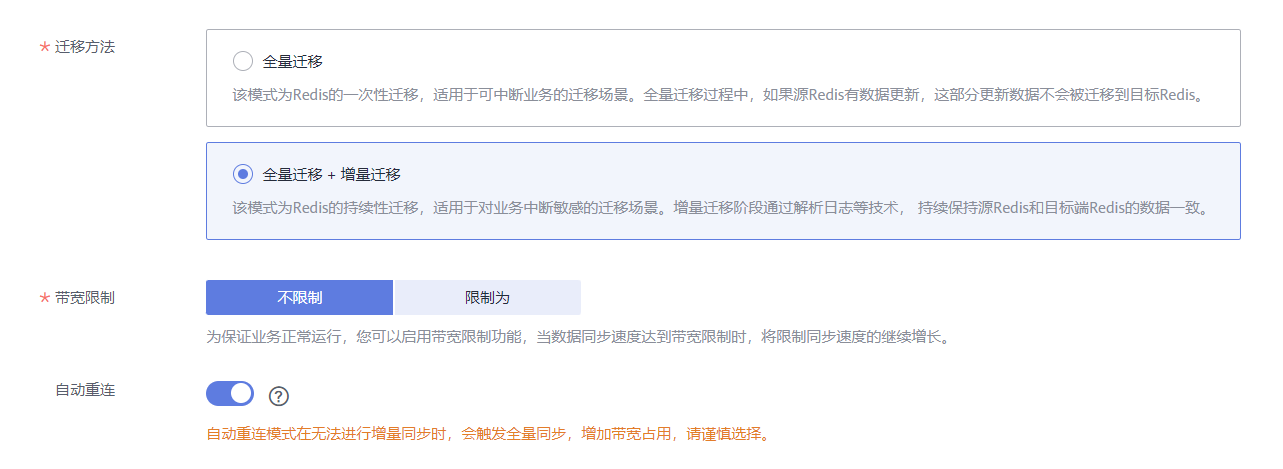 * 迁移方法
全量迁移
该模式为Redis的一次性迁移，适用于可中断业务的迁移场景。全量迁移过程中，如果源Redis有数据更新，这部分更新数据不会被迁移到目标Redis。
全量迁移 + 增量迁移
该模式为Redis的持续性迁移，适用于对业务中断敏感的迁移场景。增量迁移阶段通过解析日志等技术， 持续保持源Redis和目标端Redis的数据一致。
* 带宽限制
不限制
限制为
为保证业务正常运行，您可以启用带宽限制功能，当数据同步速度达到带宽限制时，将限制同步速度的继续增长。
自动重连
?
自动重连模式在无法进行增量同步时，会触发全量同步，增加带宽占用，请谨慎选择。